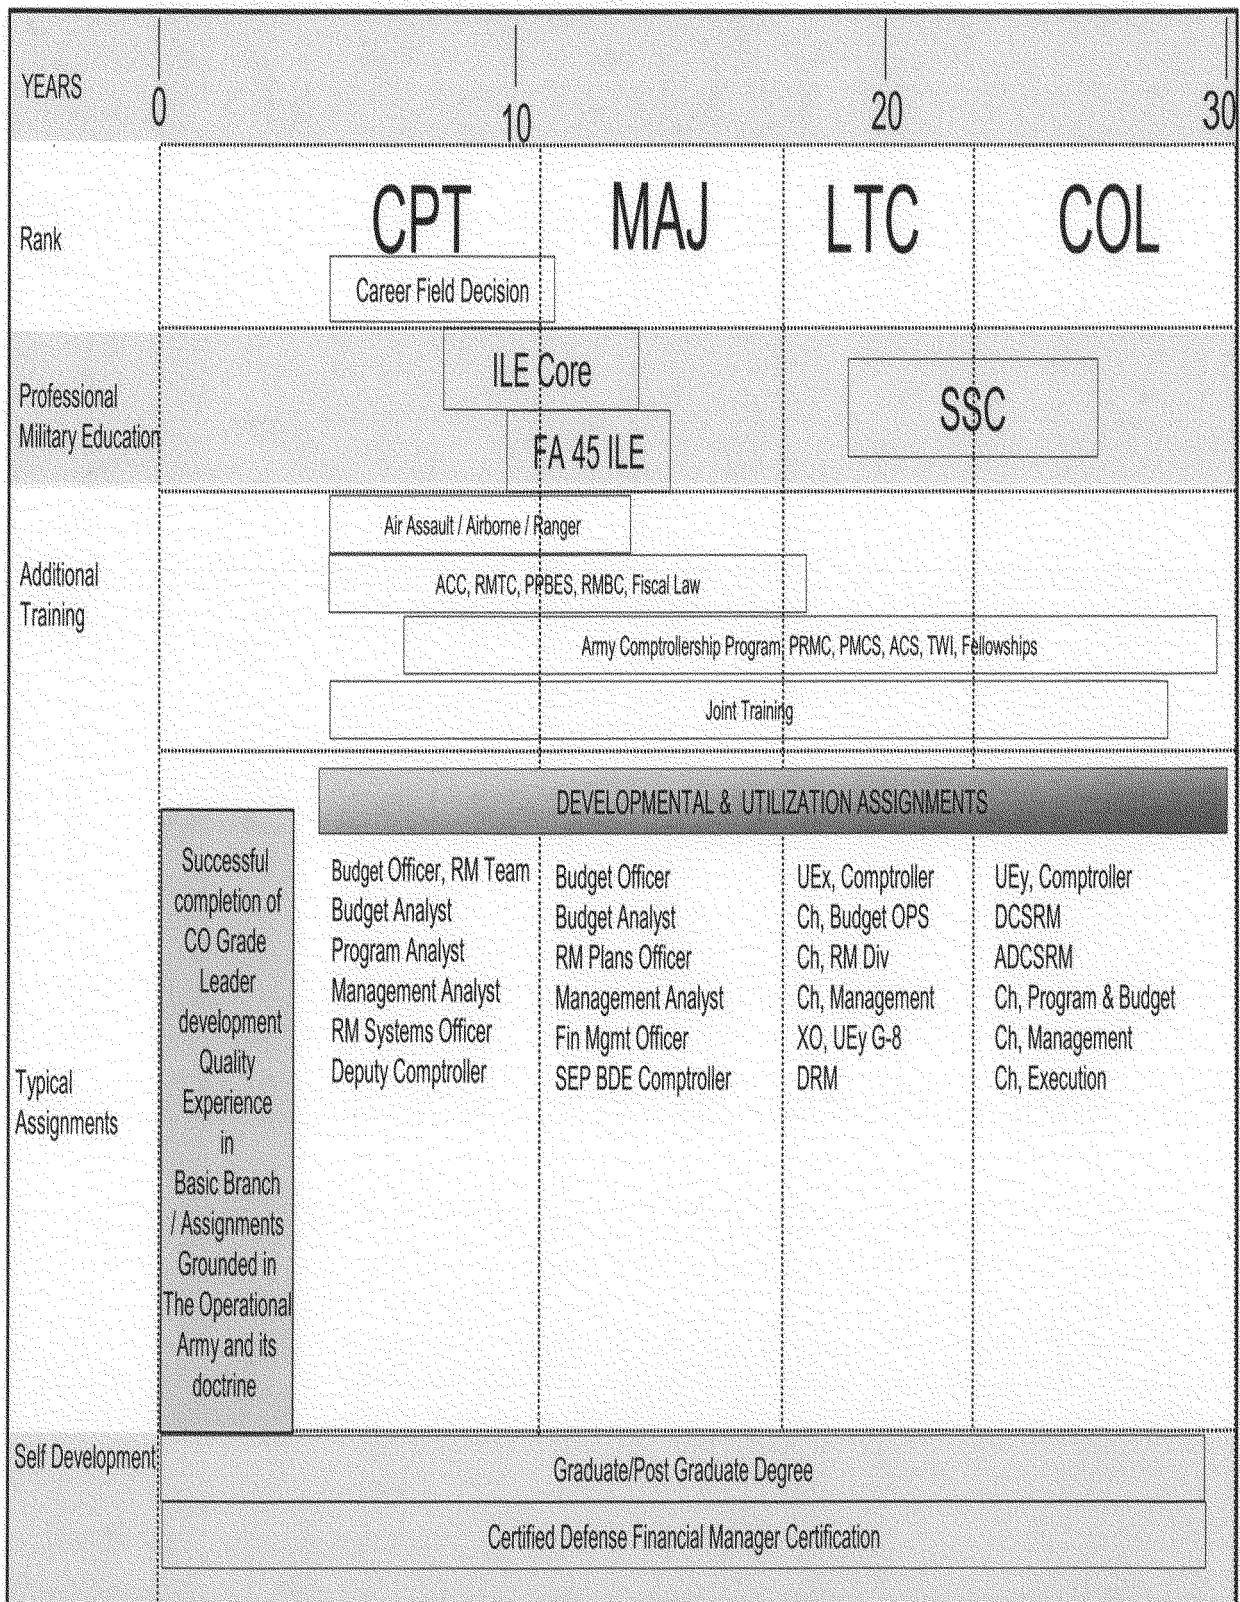 YEARS
0
10
20
30
Rank
CPT
MAJ
LTC
COL
Career Field Decision
Professional
Military Education
ILE Core
FA 45 ILE
SSC
Additional
Training
Air Assault / Airborne / Ranger
ACC, RMTC, PPBES, RMBC, Fiscal Law
Army Comptrollership Program, PRMC, PMCS, ACS, TWI, Fellowships
Joint Training
Typical
Assignments
DEVELOPMENTAL & UTILIZATION ASSIGNMENTS
Successful
completion of
CO Grade
Leader
development
Quality
Experience
in
Basic Branch
/ Assignments
Grounded in
The Operational
Army and its
doctrine
Budget Officer, RM Team
Budget Analyst
Program Analyst
Management Analyst
RM Systems Officer
Deputy Comptroller
Budget Officer
Budget Analyst
RM Plans Officer
Management Analyst
Fin Mgmt Officer
SEP BDE Comptroller
UEx, Comptroller
Ch, Budget OPS
Ch, RM Div
Ch, Management
XO, UEy G-8
DRM
UEy, Comptroller
DCSRM
ADCSRM
Ch, Program & Budget
Ch, Management
Ch, Execution
Self Development
Graduate/Post Graduate Degree
Certified Defense Financial Manager Certification